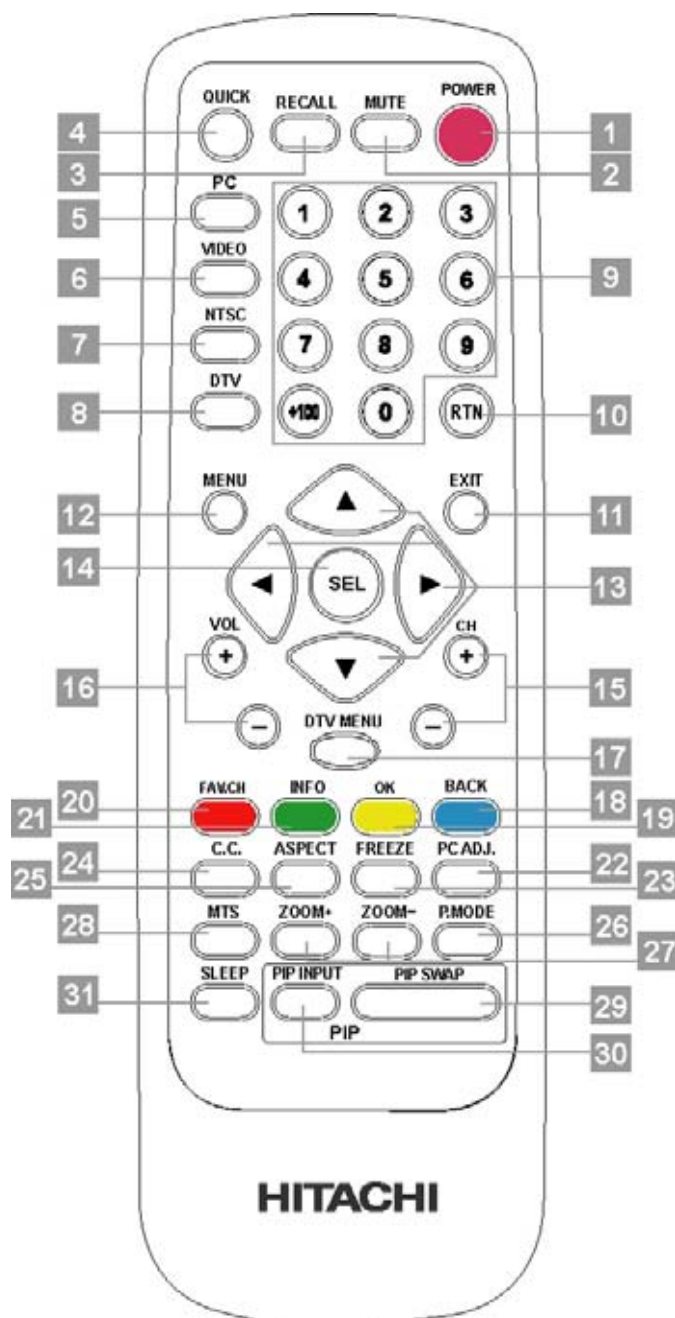 QUICK RECALL MUTE POWER
4 1
3 2
PC
5 1 2 3
VIDEO
6 4 5 6 9
NTSC
7 7 8 9
DTV
8 +100 0 RTN 10
MENU EXIT
12 ▲ 11
14 ◀ SEL ▶ 13
VOL CH
+ ▼ +
16 15
− DTV MENU −
17
FAV.CH INFO OK BACK
20 18
21 19
C.C. ASPECT FREEZE PC ADJ.
24 22
25 23
MTS ZOOM+ ZOOM− P.MODE
28 26
27
SLEEP PIP INPUT PIP SWAP
31 29
PIP 30
HITACHI